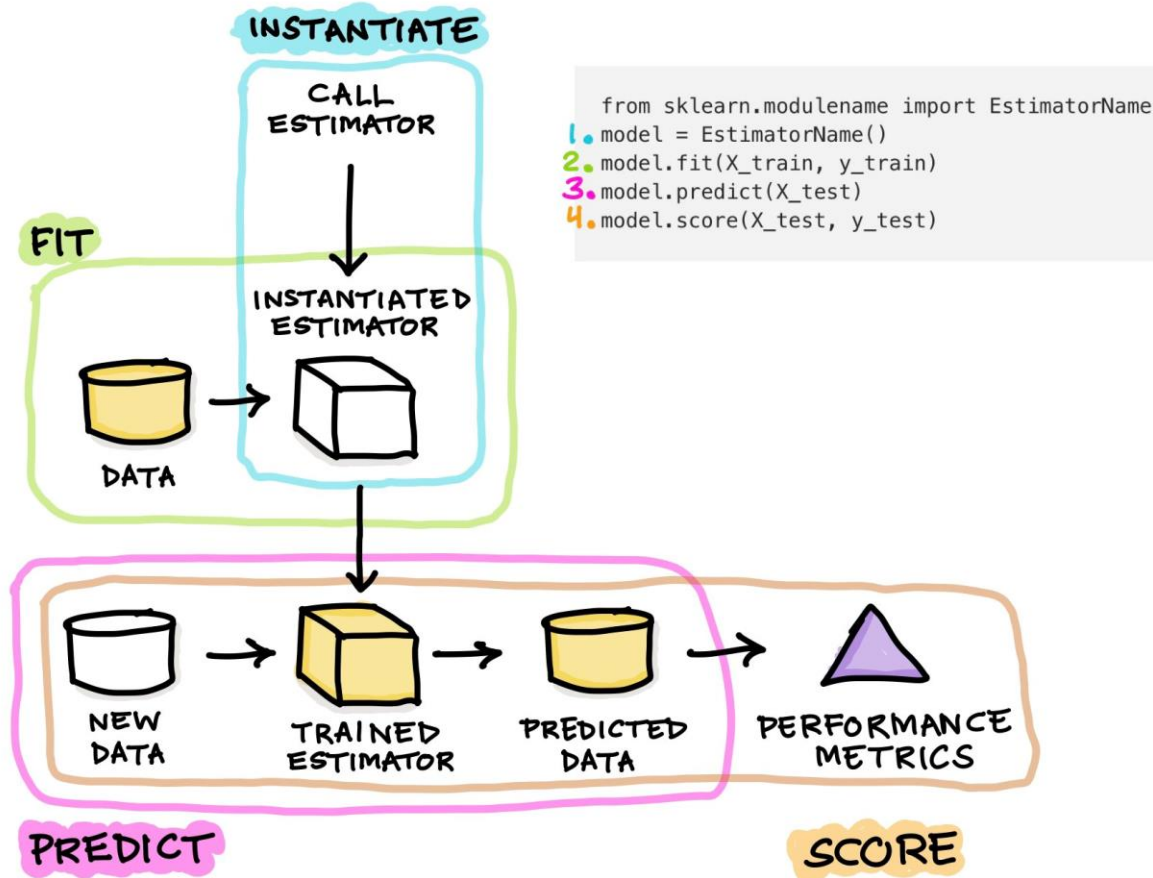 INSTANTIATE
CALL
ESTIMATOR
from sklearn.modulename import EstimatorName
1. model = EstimatorName()
2. model.fit(X_train, y_train)
3. model.predict(X_test)
4. model.score(X_test, y_test)
FIT
INSTANTIATED
ESTIMATOR
DATA
NEW
DATA
TRAINED
ESTIMATOR
PREDICTED
DATA
PERFORMANCE
METRICS
PREDICT
SCORE